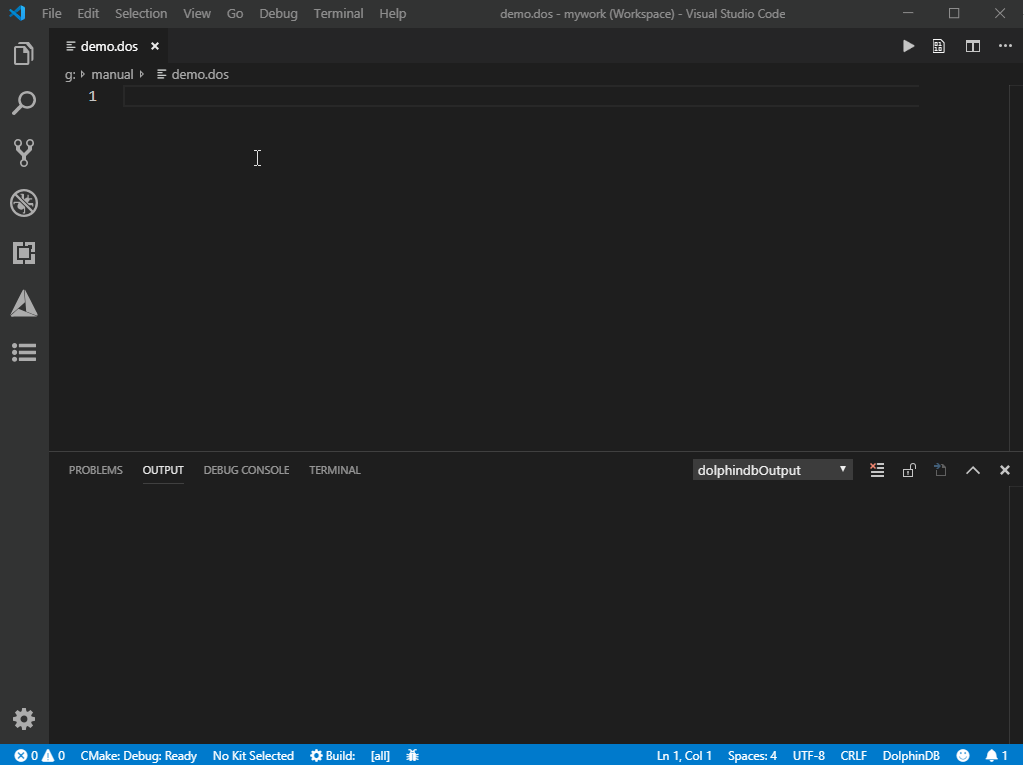 File Edit Selection View Go Debug Terminal Help demo.dos - mywork (Workspace) - Visual Studio Code
demo.dos
g: manual demo.dos
1
PROBLEMS OUTPUT DEBUG CONSOLE TERMINAL dolphindbOutput
0 0 CMake: Debug: Ready No Kit Selected Build: [all] Ln 1, Col 1 Spaces: 4 UTF-8 CRLF DolphinDB 1